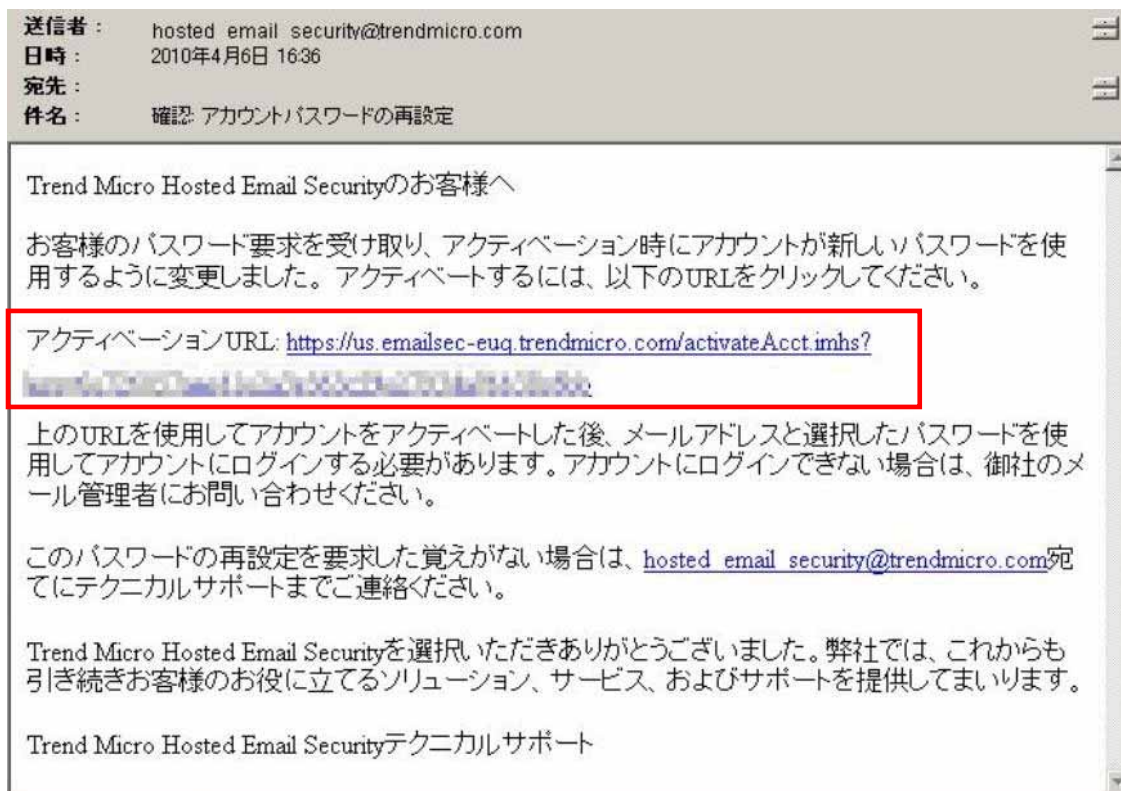 送信者： hosted_email_security@trendmicro.com
日時： 2010年4月6日 16:36
宛先：
件名： 確認: アカウントパスワードの再設定
Trend Micro Hosted Email Securityのお客様へ
お客様のパスワード要求を受け取り、アクティベーション時にアカウントが新しいパスワードを使
用するように変更しました。アクティベートするには、以下のURLをクリックしてください。
アクティベーションURL: https://us.emailsec-euq.trendmicro.com/activateAcct.imhs?
上のURLを使用してアカウントをアクティベートした後、メールアドレスと選択したパスワードを使
用してアカウントにログインする必要があります。アカウントにログインできない場合は、御社のメ
ール管理者にお問い合わせください。
このパスワードの再設定を要求した覚えがない場合は、hosted_email_security@trendmicro.com宛
てにテクニカルサポートまでご連絡ください。
Trend Micro Hosted Email Securityを選択いただきありがとうございました。弊社では、これからも
引き続きお客様のお役に立てるソリューション、サービス、およびサポートを提供してまいります。
Trend Micro Hosted Email Securityテクニカルサポート